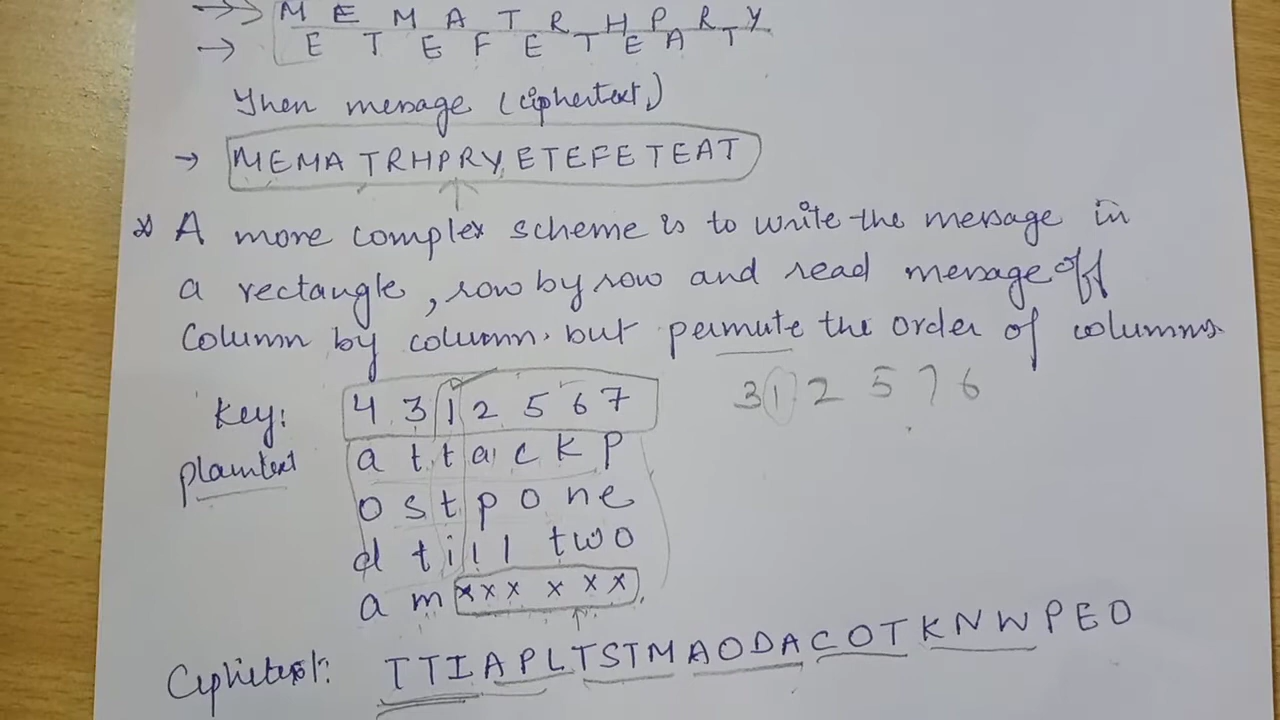 → M E M A T R H P R Y
→ E T E F E T E A T
Then message (ciphertext)
→ MEMATRHPRYETEFETEAT
A more complex scheme is to write the message in
a rectangle, row by row and read message off
column by column, but permute the order of columns.
Key: 4 3 1 2 5 6 7 3 1 2 5 7 6
plaintext a t t a c k p
o s t p o n e
d t i l l t w o
a m x x x x x x
Ciphertext: TTIAPLTSTMAODACOTKNWPEO